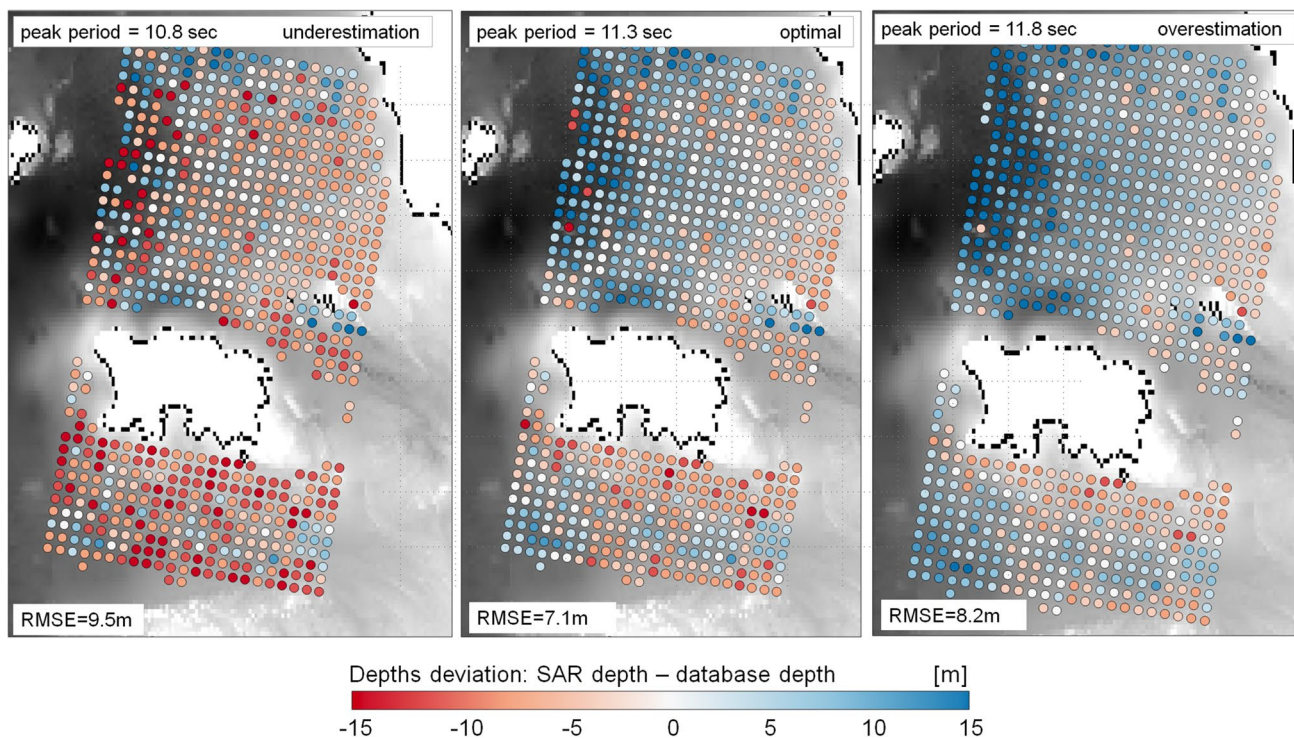 peak period = 10.8 sec underestimation
peak period = 11.3 sec optimal
peak period = 11.8 sec overestimation
RMSE=9.5m
RMSE=7.1m
RMSE=8.2m
Depths deviation: SAR depth – database depth [m]
-15 -10 -5 0 5 10 15